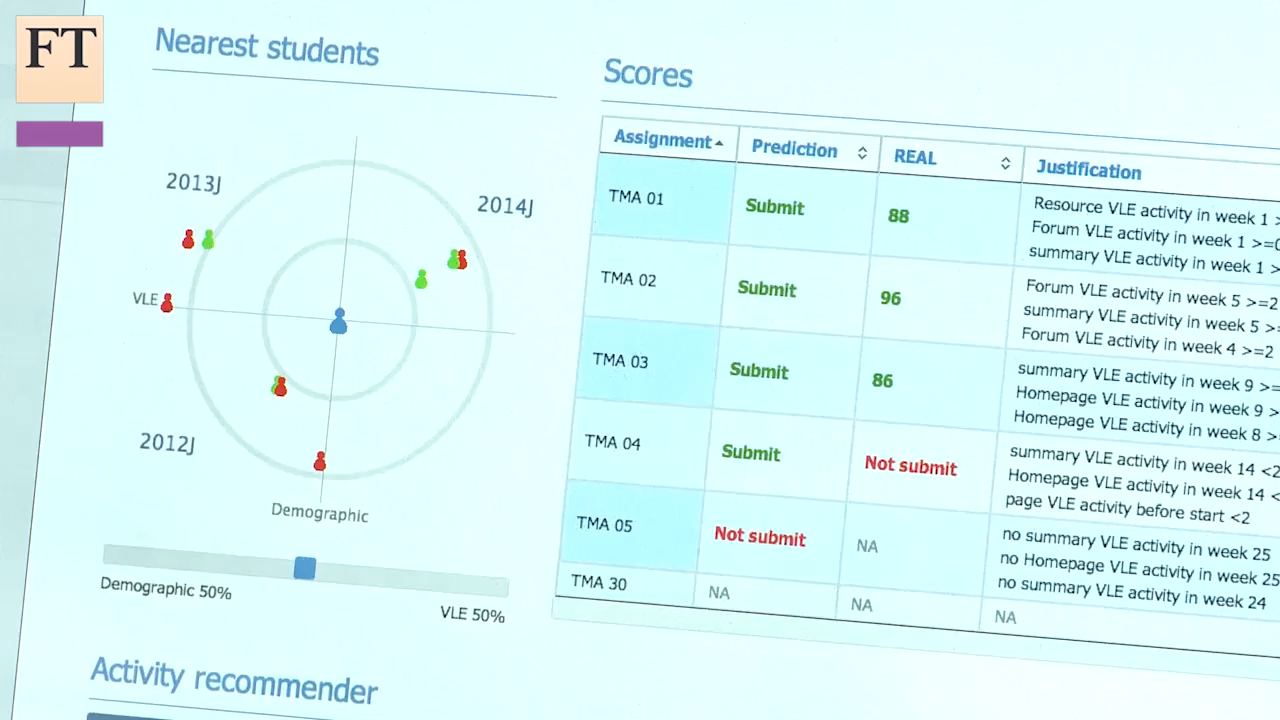 FT
Nearest students
2013J
2014J
VLE
2012J
Demographic
Demographic 50%
VLE 50%
Activity recommender
Scores
Assignment Prediction REAL Justification
TMA 01 Submit 88 Resource VLE activity in week 1 >
Forum VLE activity in week 1 >=0
summary VLE activity in week 1 >
TMA 02 Submit 96 Forum VLE activity in week 5 >=2
summary VLE activity in week 5 >=
Forum VLE activity in week 4 >=2
TMA 03 Submit 86 summary VLE activity in week 9 >=
Homepage VLE activity in week 9 >
Homepage VLE activity in week 8 >
TMA 04 Submit Not submit summary VLE activity in week 14 <2
Homepage VLE activity in week 14 <
page VLE activity before start <2
TMA 05 Not submit NA no summary VLE activity in week 25
no Homepage VLE activity in week 25
no summary VLE activity in week 24
TMA 30 NA NA NA